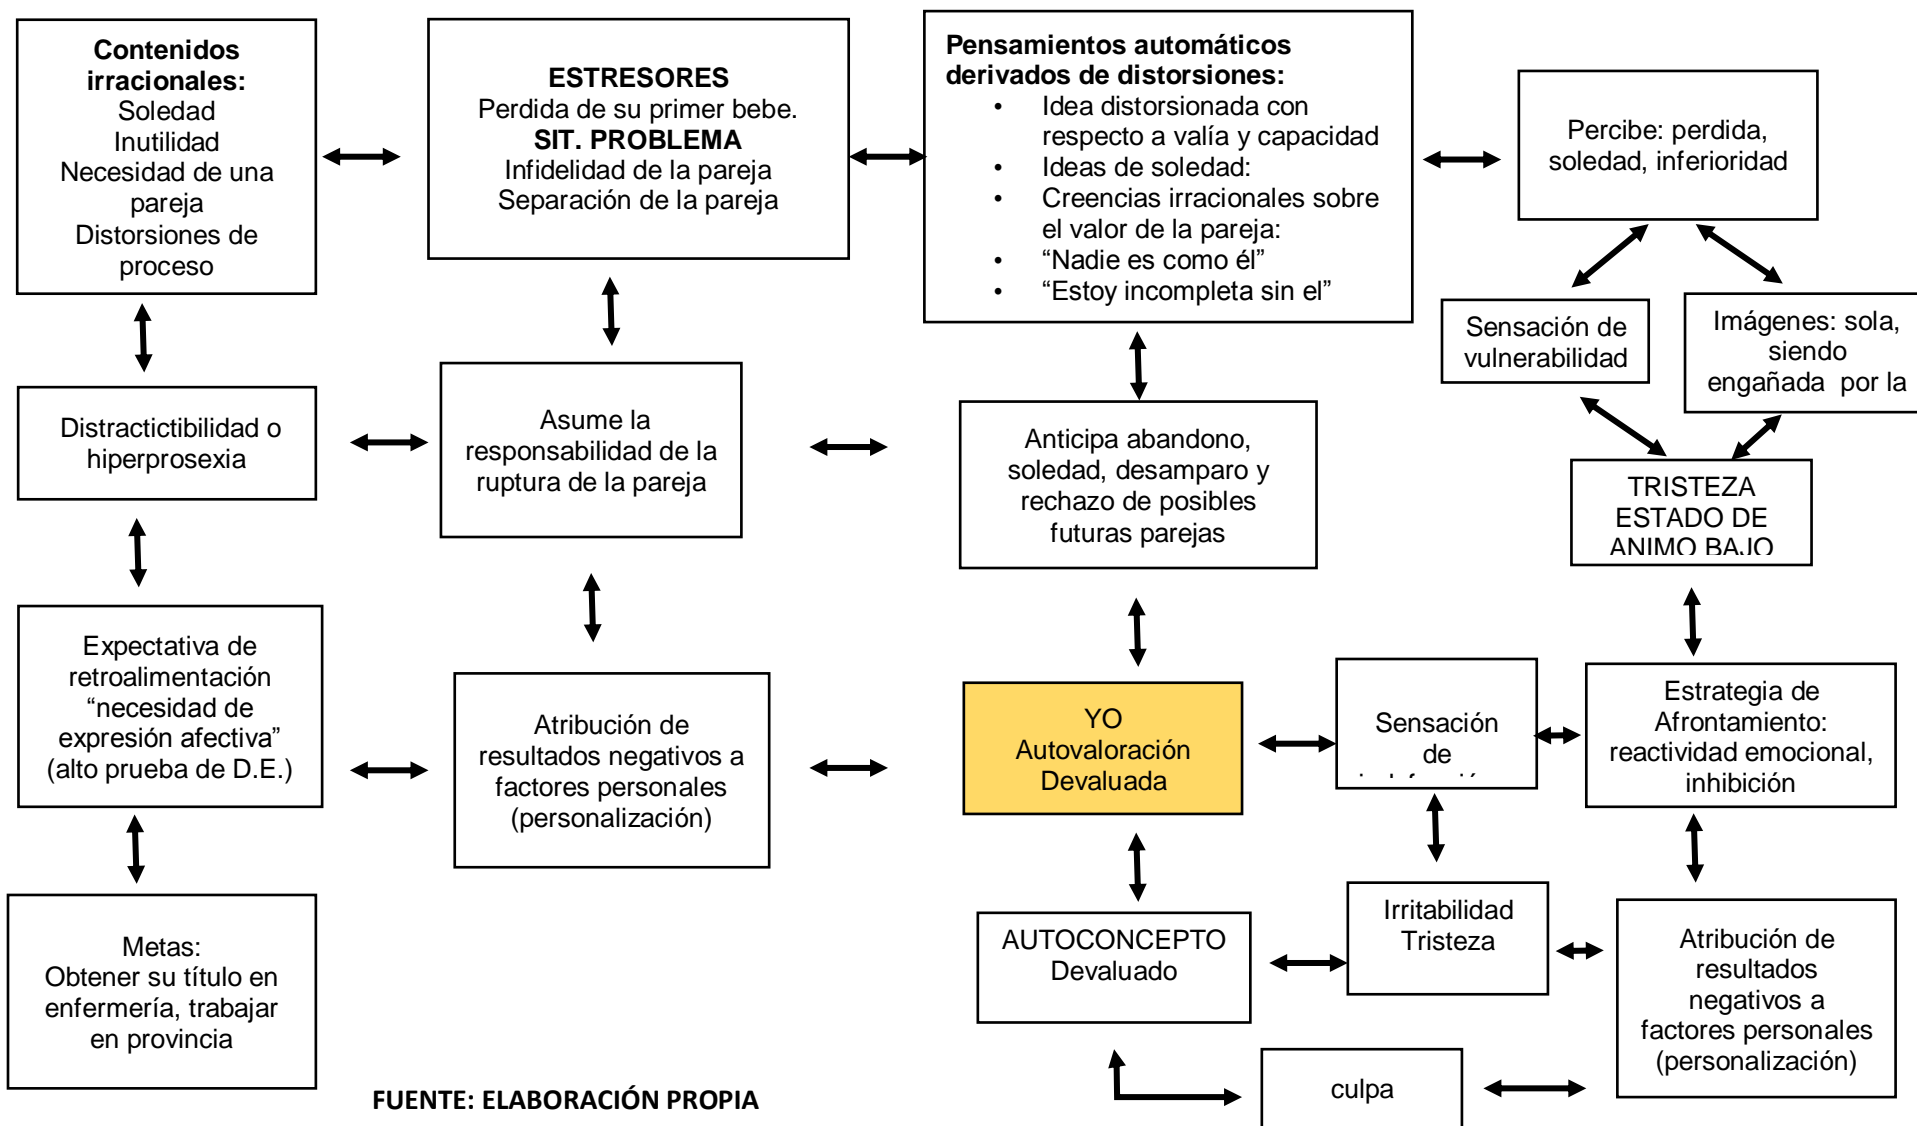 Contenidos
irracionales:
Soledad
Inutilidad
Necesidad de una
pareja
Distorsiones de
proceso
ESTRESORES
Perdida de su primer bebe.
SIT. PROBLEMA
Infidelidad de la pareja
Separación de la pareja
Pensamientos automáticos
derivados de distorsiones:
• Idea distorsionada con
respecto a valía y capacidad
• Ideas de soledad:
• Creencias irracionales sobre
el valor de la pareja:
• “Nadie es como él”
• “Estoy incompleta sin el”
Percibe: perdida,
soledad, inferioridad
Sensación de
vulnerabilidad
Imágenes: sola,
siendo
engañada por la
Distractictibilidad o
hiperprosexia
Asume la
responsabilidad de la
ruptura de la pareja
Anticipa abandono,
soledad, desamparo y
rechazo de posibles
futuras parejas
TRISTEZA
ESTADO DE
ANIMO BAJO
Expectativa de
retroalimentación
“necesidad de
expresión afectiva”
(alto prueba de D.E.)
Atribución de
resultados negativos a
factores personales
(personalización)
YO
Autovaloración
Devaluada
Sensación
de
Estrategia de
Afrontamiento:
reactividad emocional,
inhibición
Metas:
Obtener su título en
enfermería, trabajar
en provincia
AUTOCONCEPTO
Devaluado
Irritabilidad
Tristeza
Atribución de
resultados
negativos a
factores personales
(personalización)
culpa
FUENTE: ELABORACIÓN PROPIA